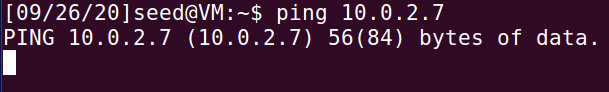 [09/26/20]seed@VM:~$ ping 10.0.2.7
PING 10.0.2.7 (10.0.2.7) 56(84) bytes of data.